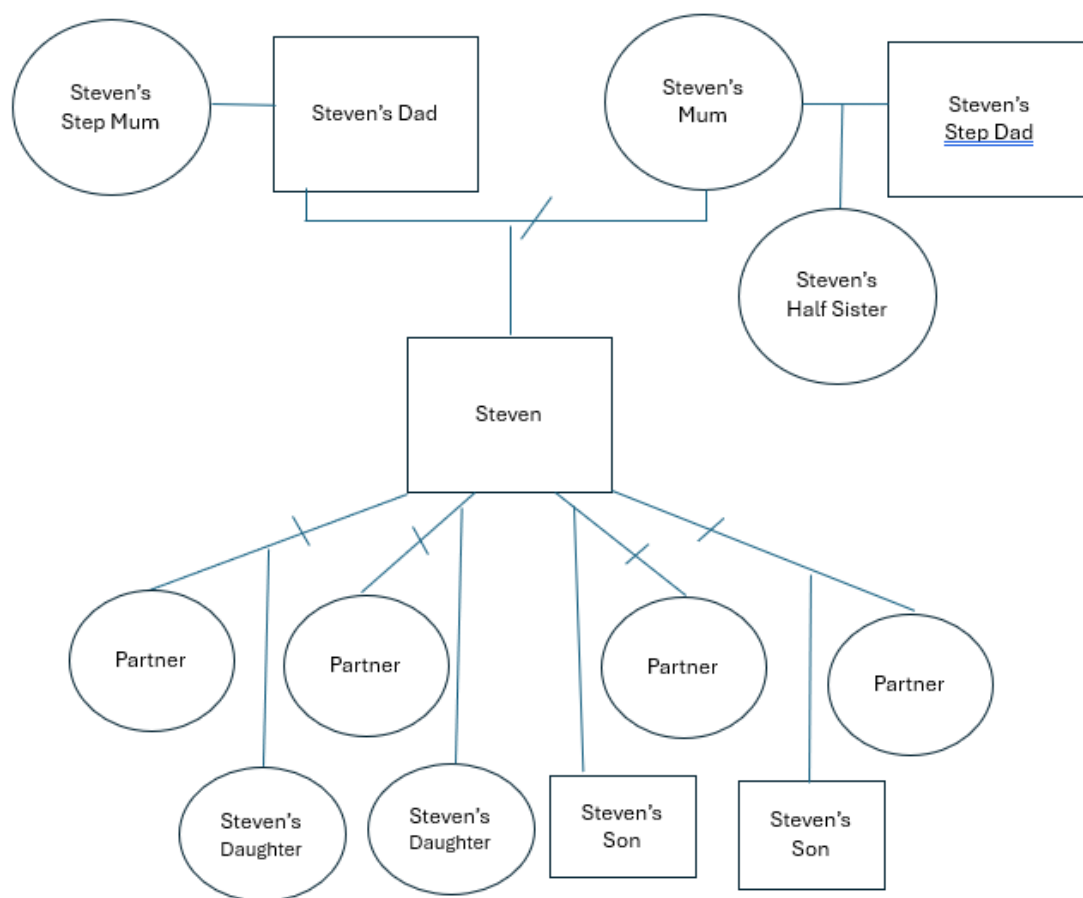 Steven's
Step Mum
Steven's Dad
Steven's
Mum
Steven's
Step Dad
Steven's
Half Sister
Steven
Partner
Partner
Partner
Partner
Steven's
Daughter
Steven's
Daughter
Steven's
Son
Steven's
Son